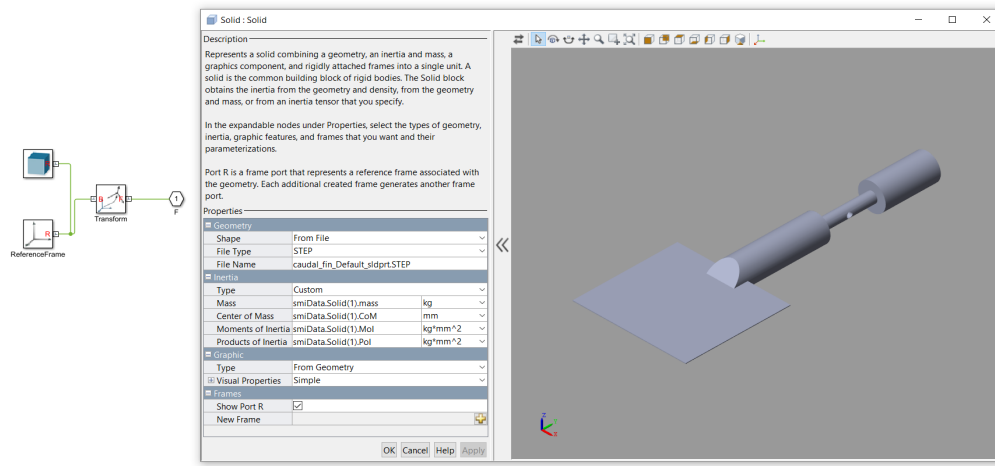 Solid : Solid
Description
Represents a solid combining a geometry, an inertia and mass, a
graphics component, and rigidly attached frames into a single unit. A
solid is the common building block of rigid bodies. The Solid block
obtains the inertia from the geometry and density, from the geometry
and mass, or from an inertia tensor that you specify.
In the expandable nodes under Properties, select the types of geometry,
inertia, graphic features, and frames that you want and their
parameterizations.
Port R is a frame port that represents a reference frame associated with
the geometry. Each additional created frame generates another frame
port.
Properties
Geometry
Shape From File
File Type STEP
File Name caudal_fin_Default_sldprt.STEP
Inertia
Type Custom
Mass smiData.Solid(1).mass kg
Center of Mass smiData.Solid(1).CoM mm
Moments of Inertia smiData.Solid(1).MoI kg*mm^2
Products of Inertia smiData.Solid(1).PoI kg*mm^2
Graphic
Type From Geometry
Visual Properties Simple
Frames
Show Port R
New Frame
OK Cancel Help Apply
R
ReferenceFrame
B F
Transform
1
F
z
x